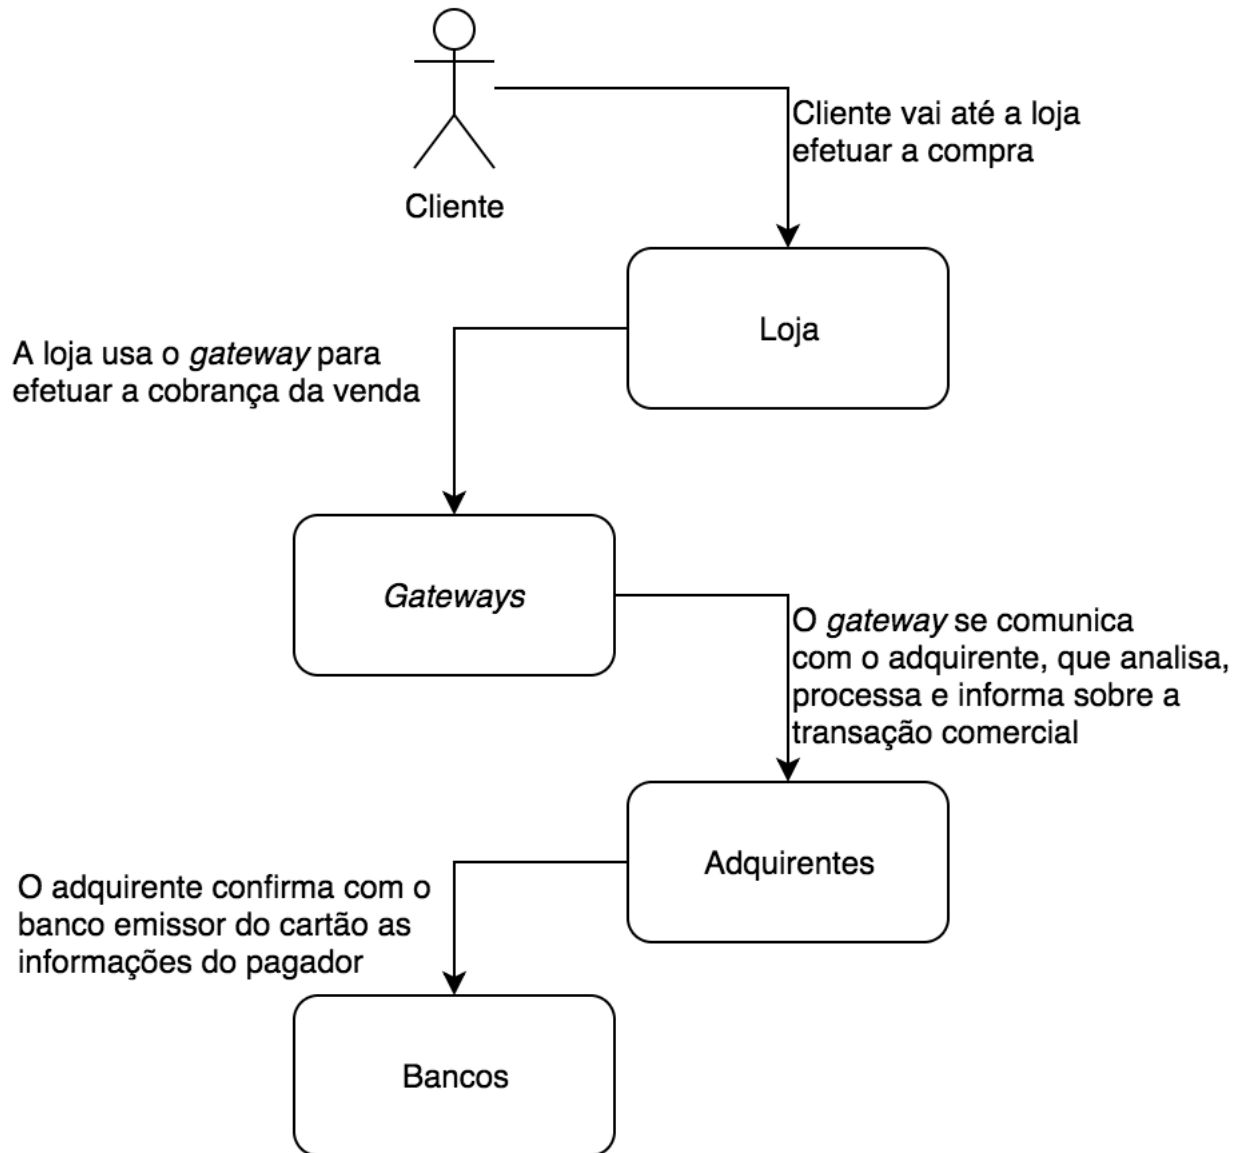 Cliente vai até a loja
efetuar a compra
Cliente
Loja
A loja usa o gateway para
efetuar a cobrança da venda
Gateways
O gateway se comunica
com o adquirente, que analisa,
processa e informa sobre a
transação comercial
Adquirentes
O adquirente confirma com o
banco emissor do cartão as
informações do pagador
Bancos